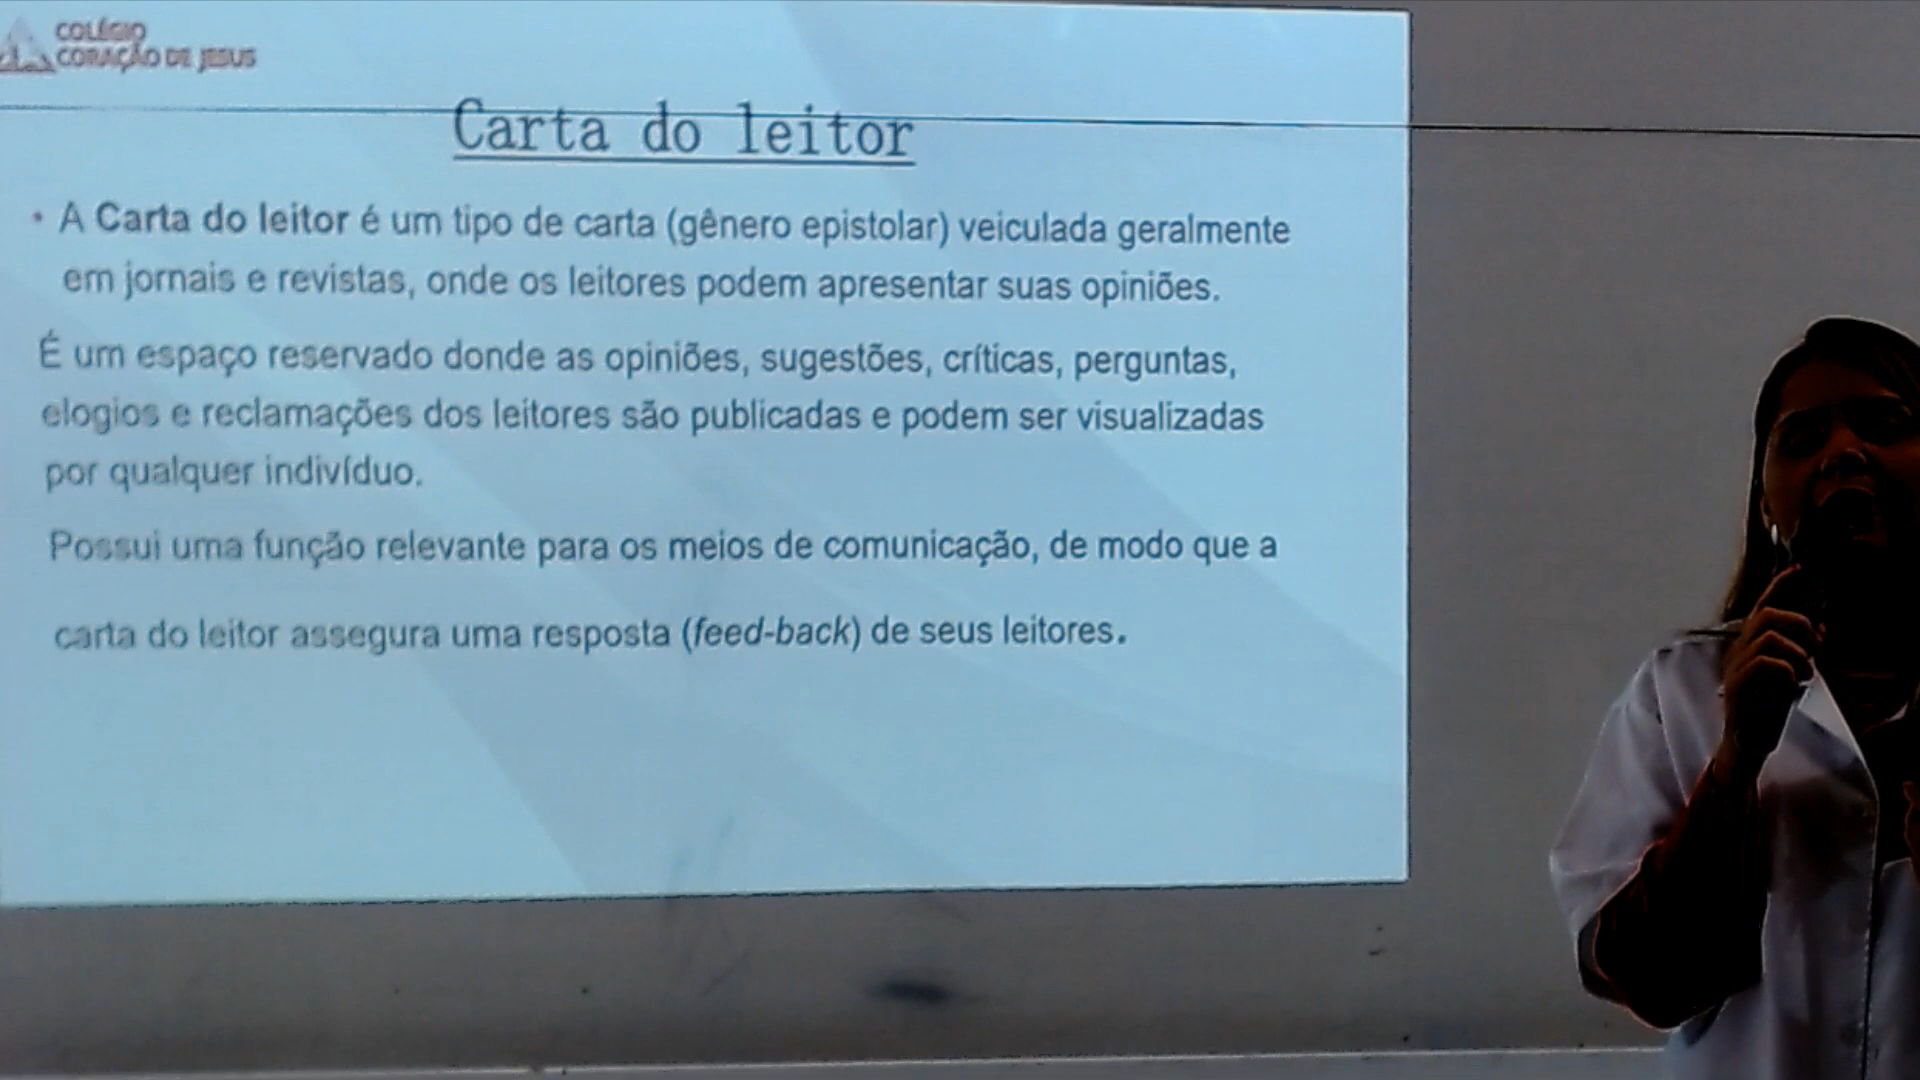 COLÉGIO
CORAÇÃO DE JESUS
Carta do leitor
• A Carta do leitor é um tipo de carta (gênero epistolar) veiculada geralmente
em jornais e revistas, onde os leitores podem apresentar suas opiniões.
É um espaço reservado donde as opiniões, sugestões, críticas, perguntas,
elogios e reclamações dos leitores são publicadas e podem ser visualizadas
por qualquer indivíduo.
Possui uma função relevante para os meios de comunicação, de modo que a
carta do leitor assegura uma resposta (feed-back) de seus leitores.